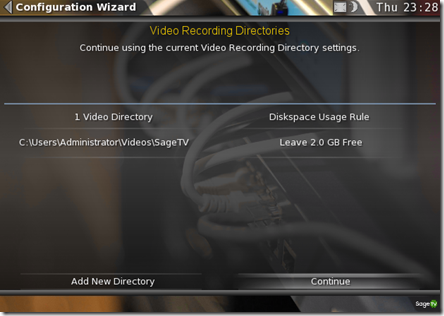 Configuration Wizard
Thu 23:28
Video Recording Directories
Continue using the current Video Recording Directory settings.
1 Video Directory
Diskspace Usage Rule
C:\Users\Administrator\Videos\SageTV
Leave 2.0 GB Free
Add New Directory
Continue
SageTV